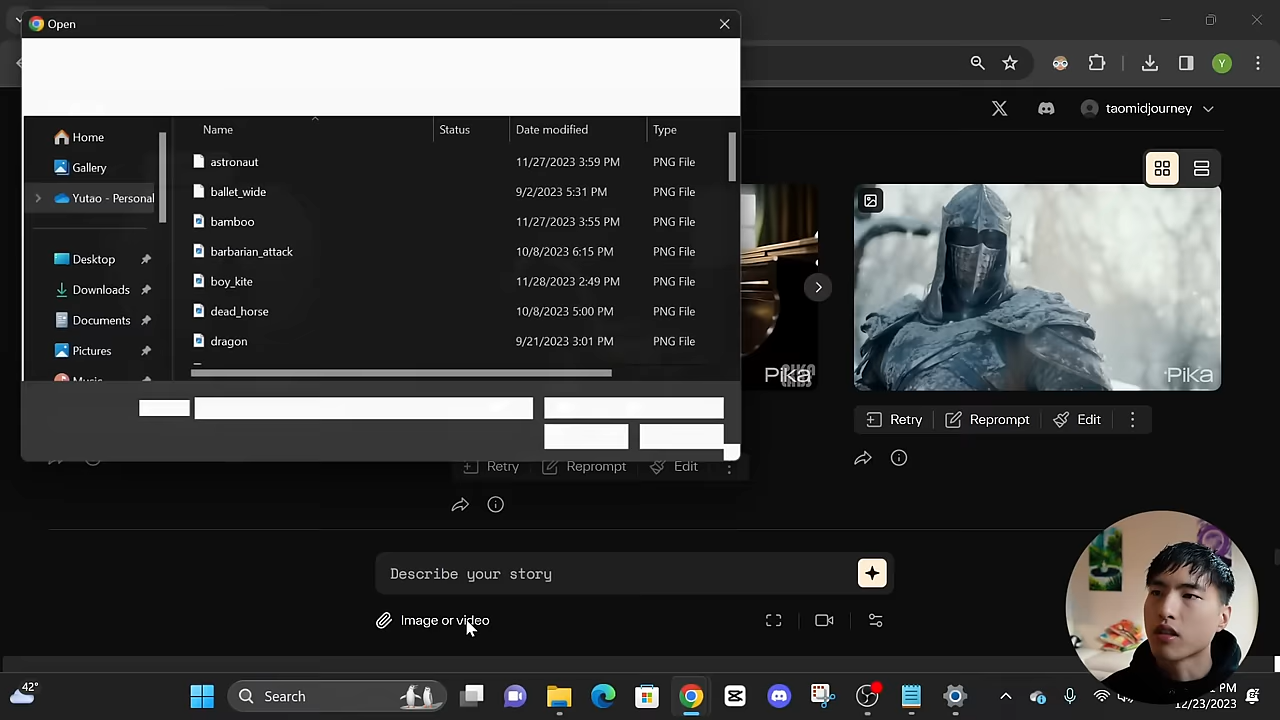 Open
taomidjourney
Y
Name Status Date modified Type
Home
Gallery
Yutao - Personal
Desktop
Downloads
Documents
Pictures
Music
astronaut 11/27/2023 3:59 PM PNG File
ballet_wide 9/2/2023 5:31 PM PNG File
bamboo 11/27/2023 3:55 PM PNG File
barbarian_attack 10/8/2023 6:15 PM PNG File
boy_kite 11/28/2023 2:49 PM PNG File
dead_horse 10/8/2023 5:00 PM PNG File
dragon 9/21/2023 3:01 PM PNG File
Pika
PIKA LABS
Pika
Retry Reprompt Edit
Retry Reprompt Edit
Describe your story
Image or video
42°
Search
PM
12/23/2023